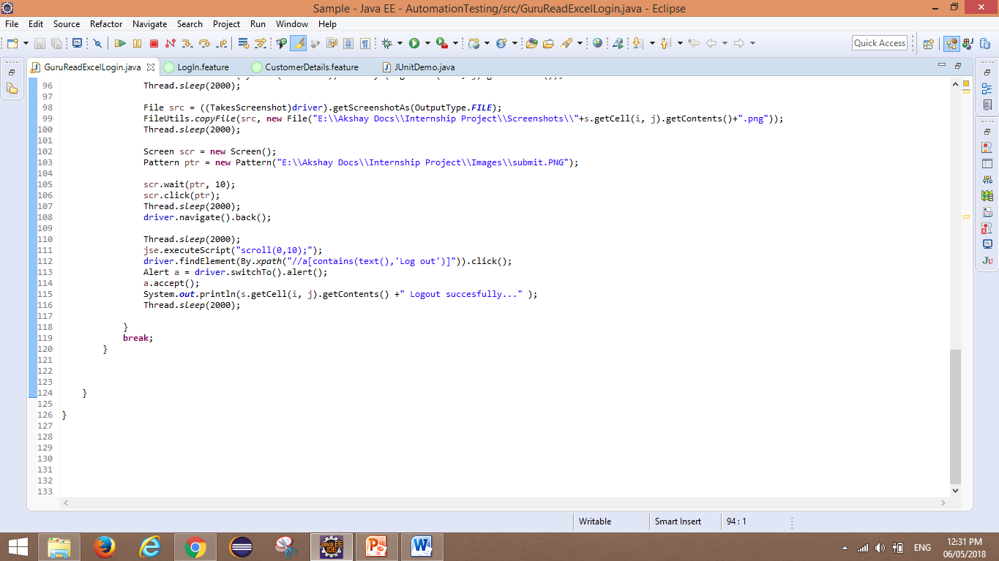 Sample - Java EE - AutomationTesting/src/GuruReadExcelLogin.java - Eclipse
File Edit Source Refactor Navigate Search Project Run Window Help
Quick Access
GuruReadExcelLogin.java LogIn.feature CustomerDetails.feature JUnitDemo.java
96 Thread.sleep(2000);
97
98 File src = ((TakesScreenshot)driver).getScreenshotAs(OutputType.FILE);
99 FileUtils.copyFile(src, new File("E:\\Akshay Docs\\Internship Project\\Screenshots\\"+s.getCell(i, j).getContents()+".png"));
100 Thread.sleep(2000);
101
102 Screen scr = new Screen();
103 Pattern ptr = new Pattern("E:\\Akshay Docs\\Internship Project\\Images\\submit.PNG");
104
105 scr.wait(ptr, 10);
106 scr.click(ptr);
107 Thread.sleep(2000);
108 driver.navigate().back();
109
110 Thread.sleep(2000);
111 jse.executeScript("scroll(0,10);");
112 driver.findElement(By.xpath("//a[contains(text(),'Log out')]")).click();
113 Alert a = driver.switchTo().alert();
114 a.accept();
115 System.out.println(s.getCell(i, j).getContents() +" Logout succesfully..." );
116 Thread.sleep(2000);
117
118 }
119 break;
120 }
121
122
123
124 }
125
126 }
127
128
129
130
131
132
133
Writable Smart Insert 94 : 1
Java EE IDE
ENG
12:31 PM
06/05/2018